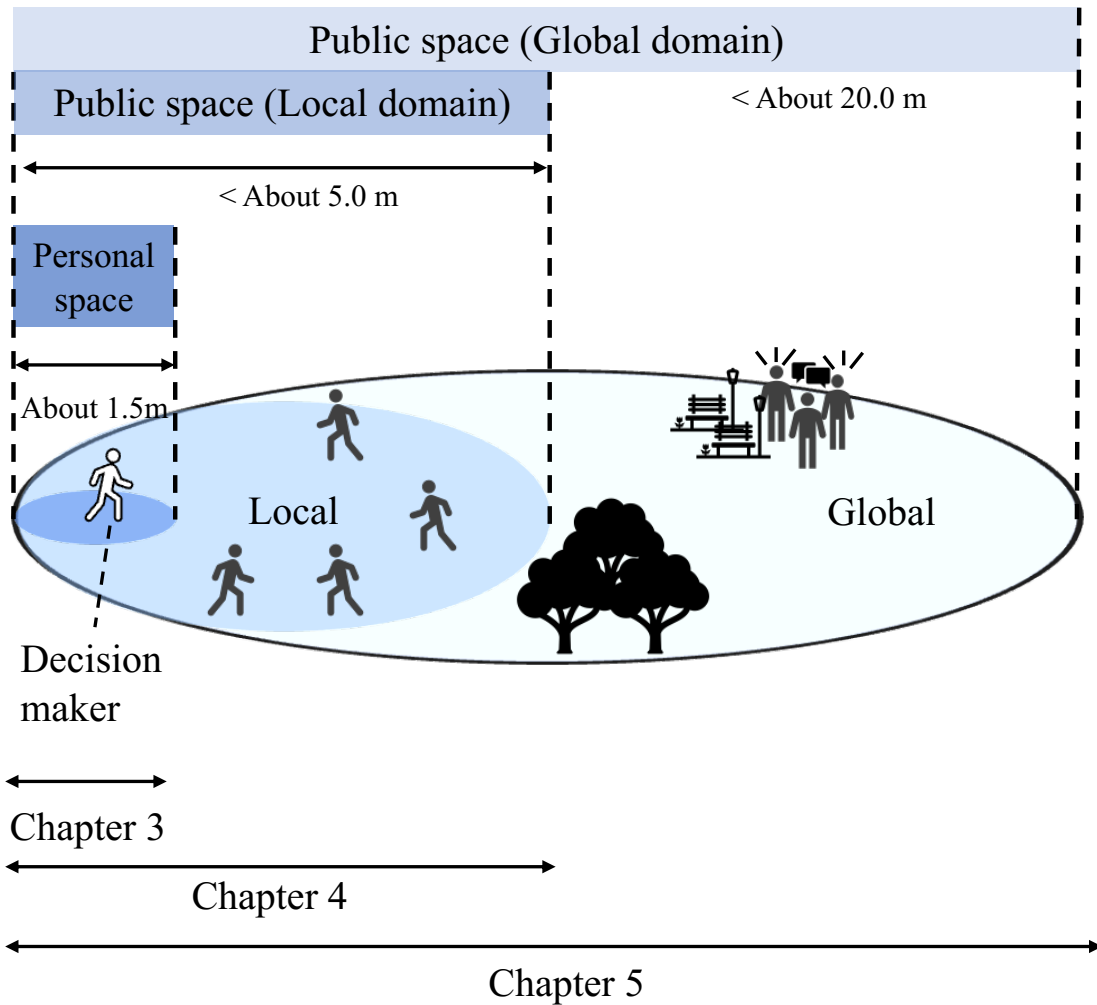 Public space (Global domain)
Public space (Local domain)
< About 20.0 m
< About 5.0 m
Personal
space
About 1.5m
Local
Global
Decision
maker
Chapter 3
Chapter 4
Chapter 5